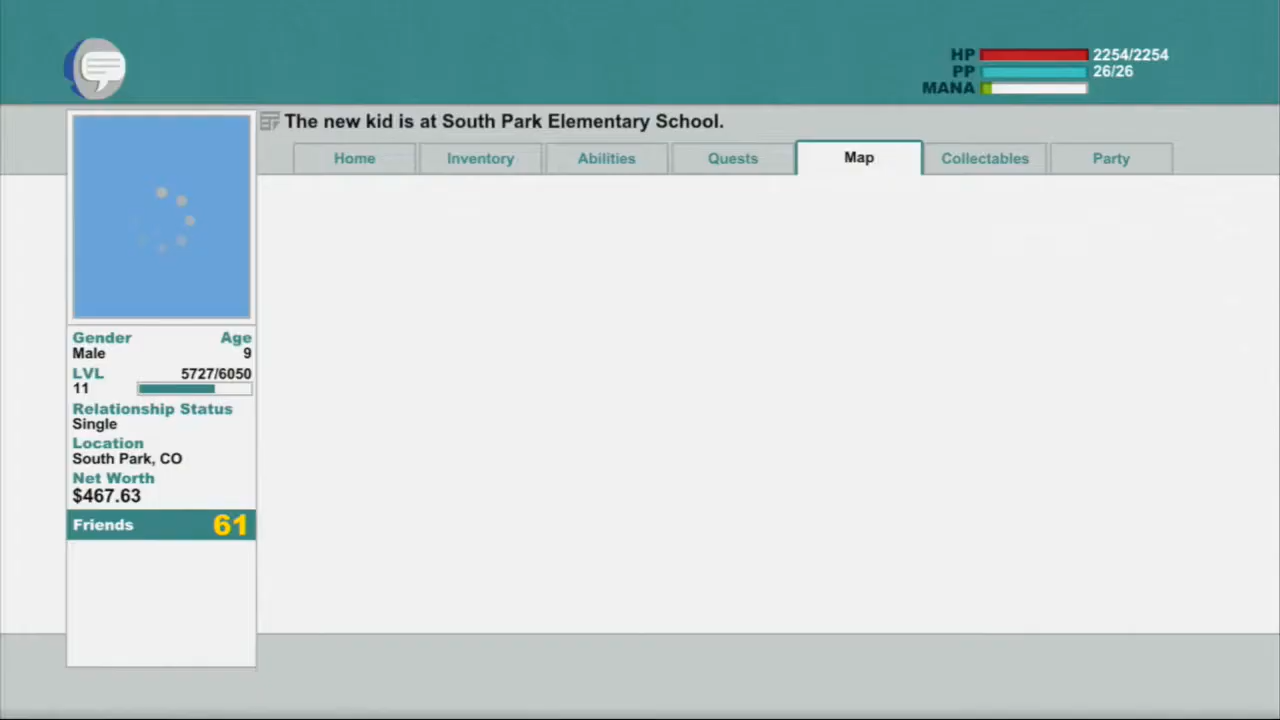 HP 2254/2254
PP 26/26
MANA
The new kid is at South Park Elementary School.
Home Inventory Abilities Quests Map Collectables Party
Gender Age
Male 9
LVL 5727/6050
11
Relationship Status
Single
Location
South Park, CO
Net Worth
$467.63
Friends 61